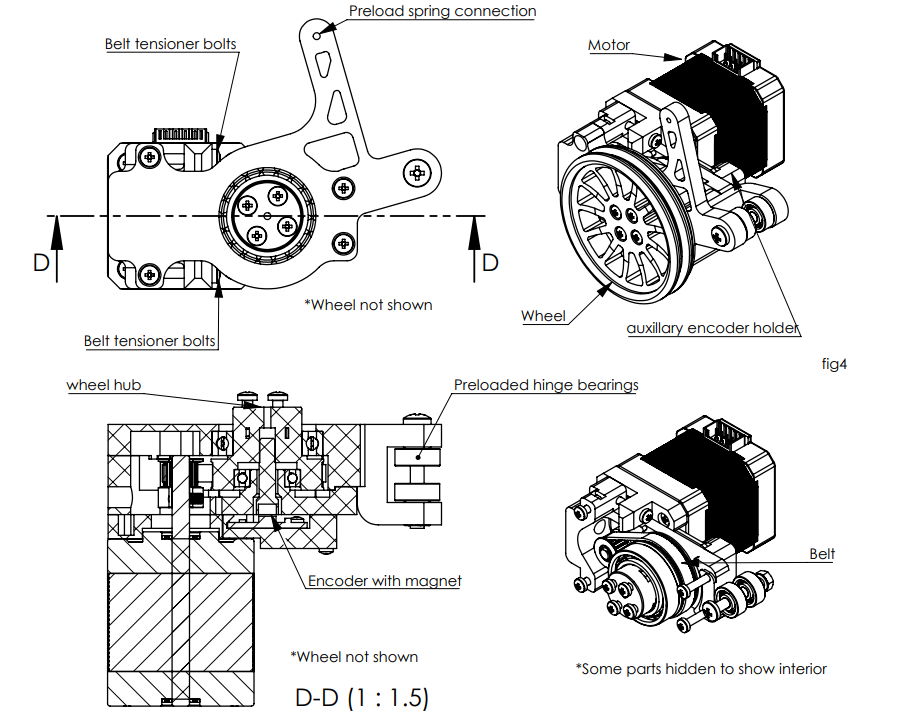 Preload spring connection
Belt tensioner bolts
Motor
D
D
*Wheel not shown
Wheel
auxillary encoder holder
Belt tensioner bolts
fig4
wheel hub
Preloaded hinge bearings
Belt
Encoder with magnet
*Wheel not shown
*Some parts hidden to show interior
D-D (1 : 1.5)